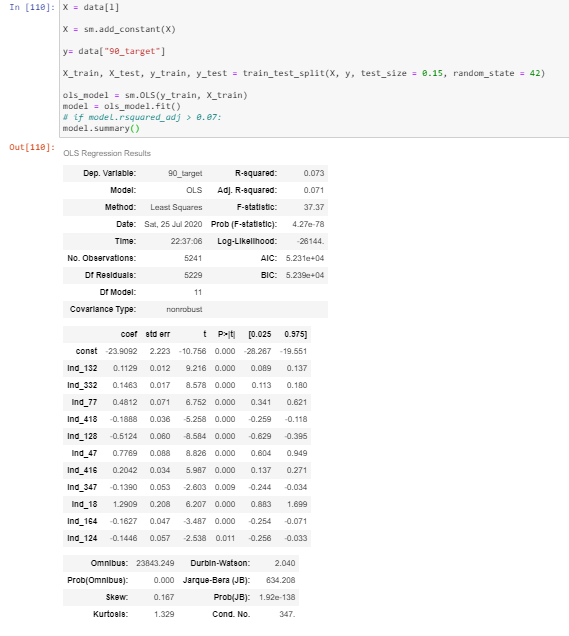 In [110]: X = data[l]
X = sm.add_constant(X)
y= data["90_target"]
X_train, X_test, y_train, y_test = train_test_split(X, y, test_size = 0.15, random_state = 42)
ols_model = sm.OLS(y_train, X_train)
model = ols_model.fit()
# if model.rsquared_adj > 0.07:
model.summary()
Out[110]: OLS Regression Results
Dep. Variable: 90_target R-squared: 0.073
Model: OLS Adj. R-squared: 0.071
Method: Least Squares F-statistic: 37.37
Date: Sat, 25 Jul 2020 Prob (F-statistic): 4.27e-78
Time: 22:37:06 Log-Likelihood: -26144.
No. Observations: 5241 AIC: 5.231e+04
Df Residuals: 5229 BIC: 5.239e+04
Df Model: 11
Covariance Type: nonrobust
coef std err t P>|t| [0.025 0.975]
const -23.9092 2.223 -10.756 0.000 -28.267 -19.551
Ind_132 0.1129 0.012 9.216 0.000 0.089 0.137
Ind_332 0.1463 0.017 8.578 0.000 0.113 0.180
Ind_77 0.4812 0.071 6.752 0.000 0.341 0.621
Ind_418 -0.1888 0.036 -5.258 0.000 -0.259 -0.118
Ind_128 -0.5124 0.060 -8.584 0.000 -0.629 -0.395
Ind_47 0.7769 0.088 8.826 0.000 0.604 0.949
Ind_416 0.2042 0.034 5.987 0.000 0.137 0.271
Ind_347 -0.1390 0.053 -2.603 0.009 -0.244 -0.034
Ind_18 1.2909 0.208 6.207 0.000 0.883 1.699
Ind_164 -0.1627 0.047 -3.487 0.000 -0.254 -0.071
Ind_124 -0.1446 0.057 -2.538 0.011 -0.256 -0.033
Omnibus: 23843.249 Durbin-Watson: 2.040
Prob(Omnibus): 0.000 Jarque-Bera (JB): 634.208
Skew: 0.167 Prob(JB): 1.92e-138
Kurtosis: 1.329 Cond. No. 347.